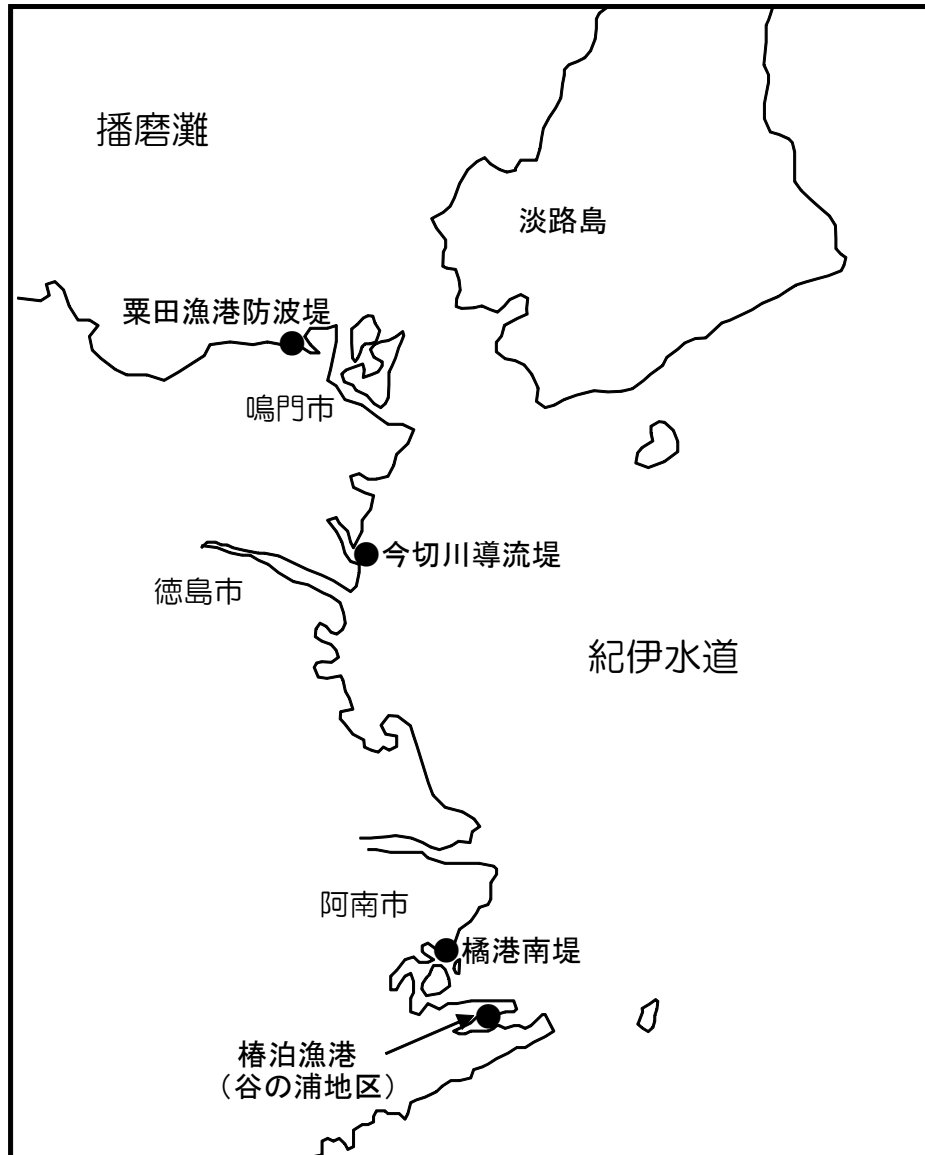 播磨灘
淡路島
粟田漁港防波堤
鳴門市
今切川導流堤
徳島市
紀伊水道
阿南市
橘港南堤
椿泊漁港
（谷の浦地区）